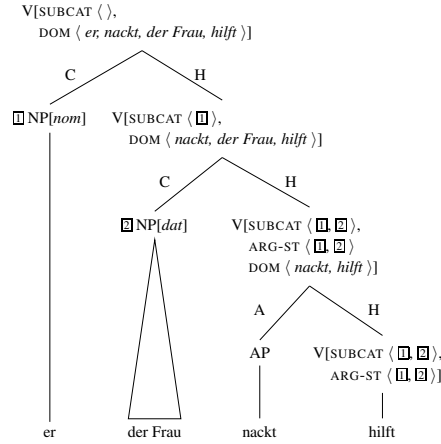 V[SUBCAT ⟨ ⟩,
DOM ⟨ er, nackt, der Frau, hilft ⟩]
C H
1 NP[nom] V[SUBCAT ⟨ 1 ⟩,
DOM ⟨ nackt, der Frau, hilft ⟩]
C H
2 NP[dat] V[SUBCAT ⟨ 1, 2 ⟩,
ARG-ST ⟨ 1, 2 ⟩
DOM ⟨ nackt, hilft ⟩]
A H
AP V[SUBCAT ⟨ 1, 2 ⟩,
ARG-ST ⟨ 1, 2 ⟩]
er der Frau nackt hilft